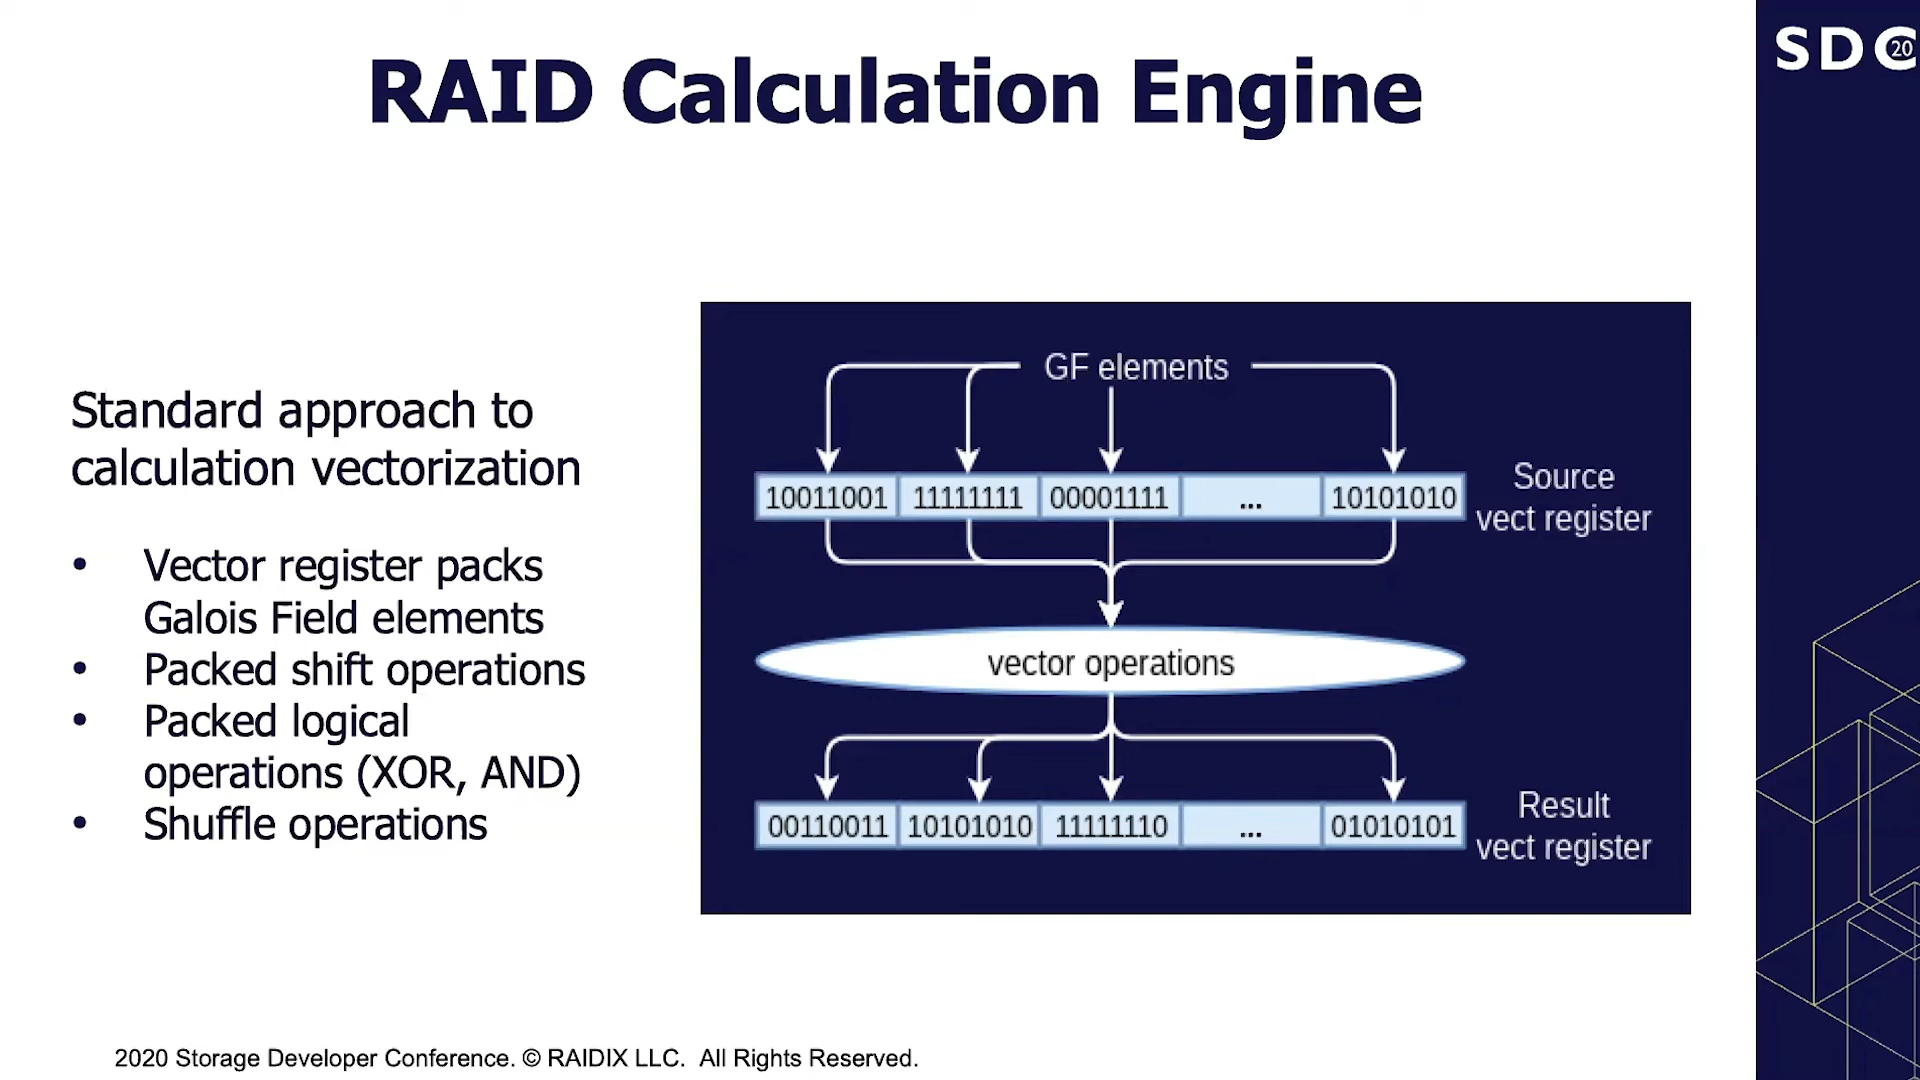 RAID Calculation Engine
SDC 20
Standard approach to
calculation vectorization
• Vector register packs
Galois Field elements
• Packed shift operations
• Packed logical
operations (XOR, AND)
• Shuffle operations
GF elements
10011001 11111111 00001111 ... 10101010
Source
vect register
vector operations
00110011 10101010 11111110 ... 01010101
Result
vect register
2020 Storage Developer Conference. © RAIDIX LLC. All Rights Reserved.